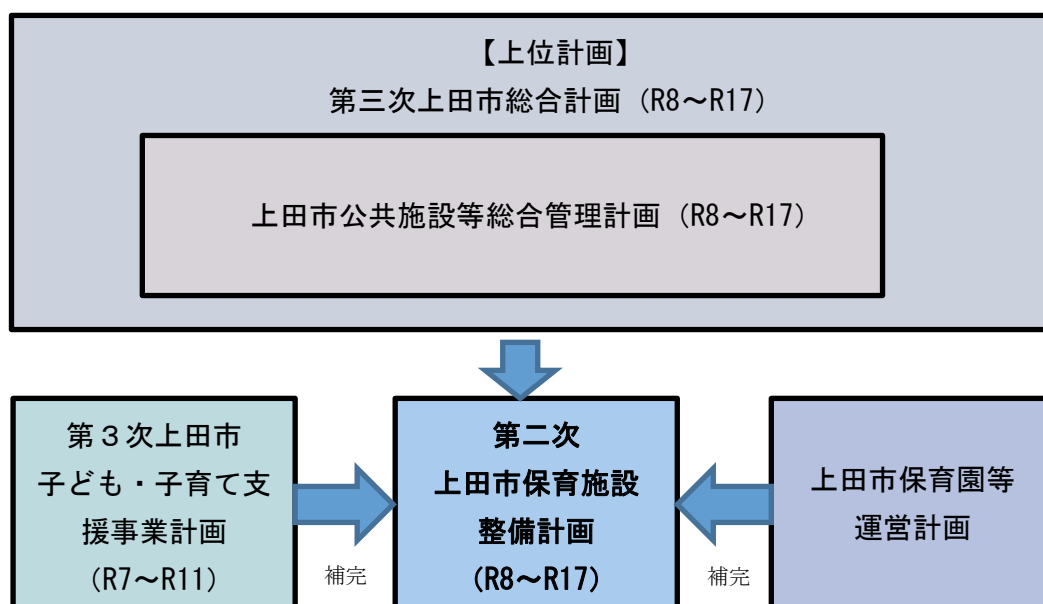 【上位計画】
第三次上田市総合計画（R8～R17）
上田市公共施設等総合管理計画（R8～R17）
第３次上田市
子ども・子育て支
援事業計画
（R7～R11）
補完
第二次
上田市保育施設
整備計画
（R8～R17）
補完
上田市保育園等
運営計画